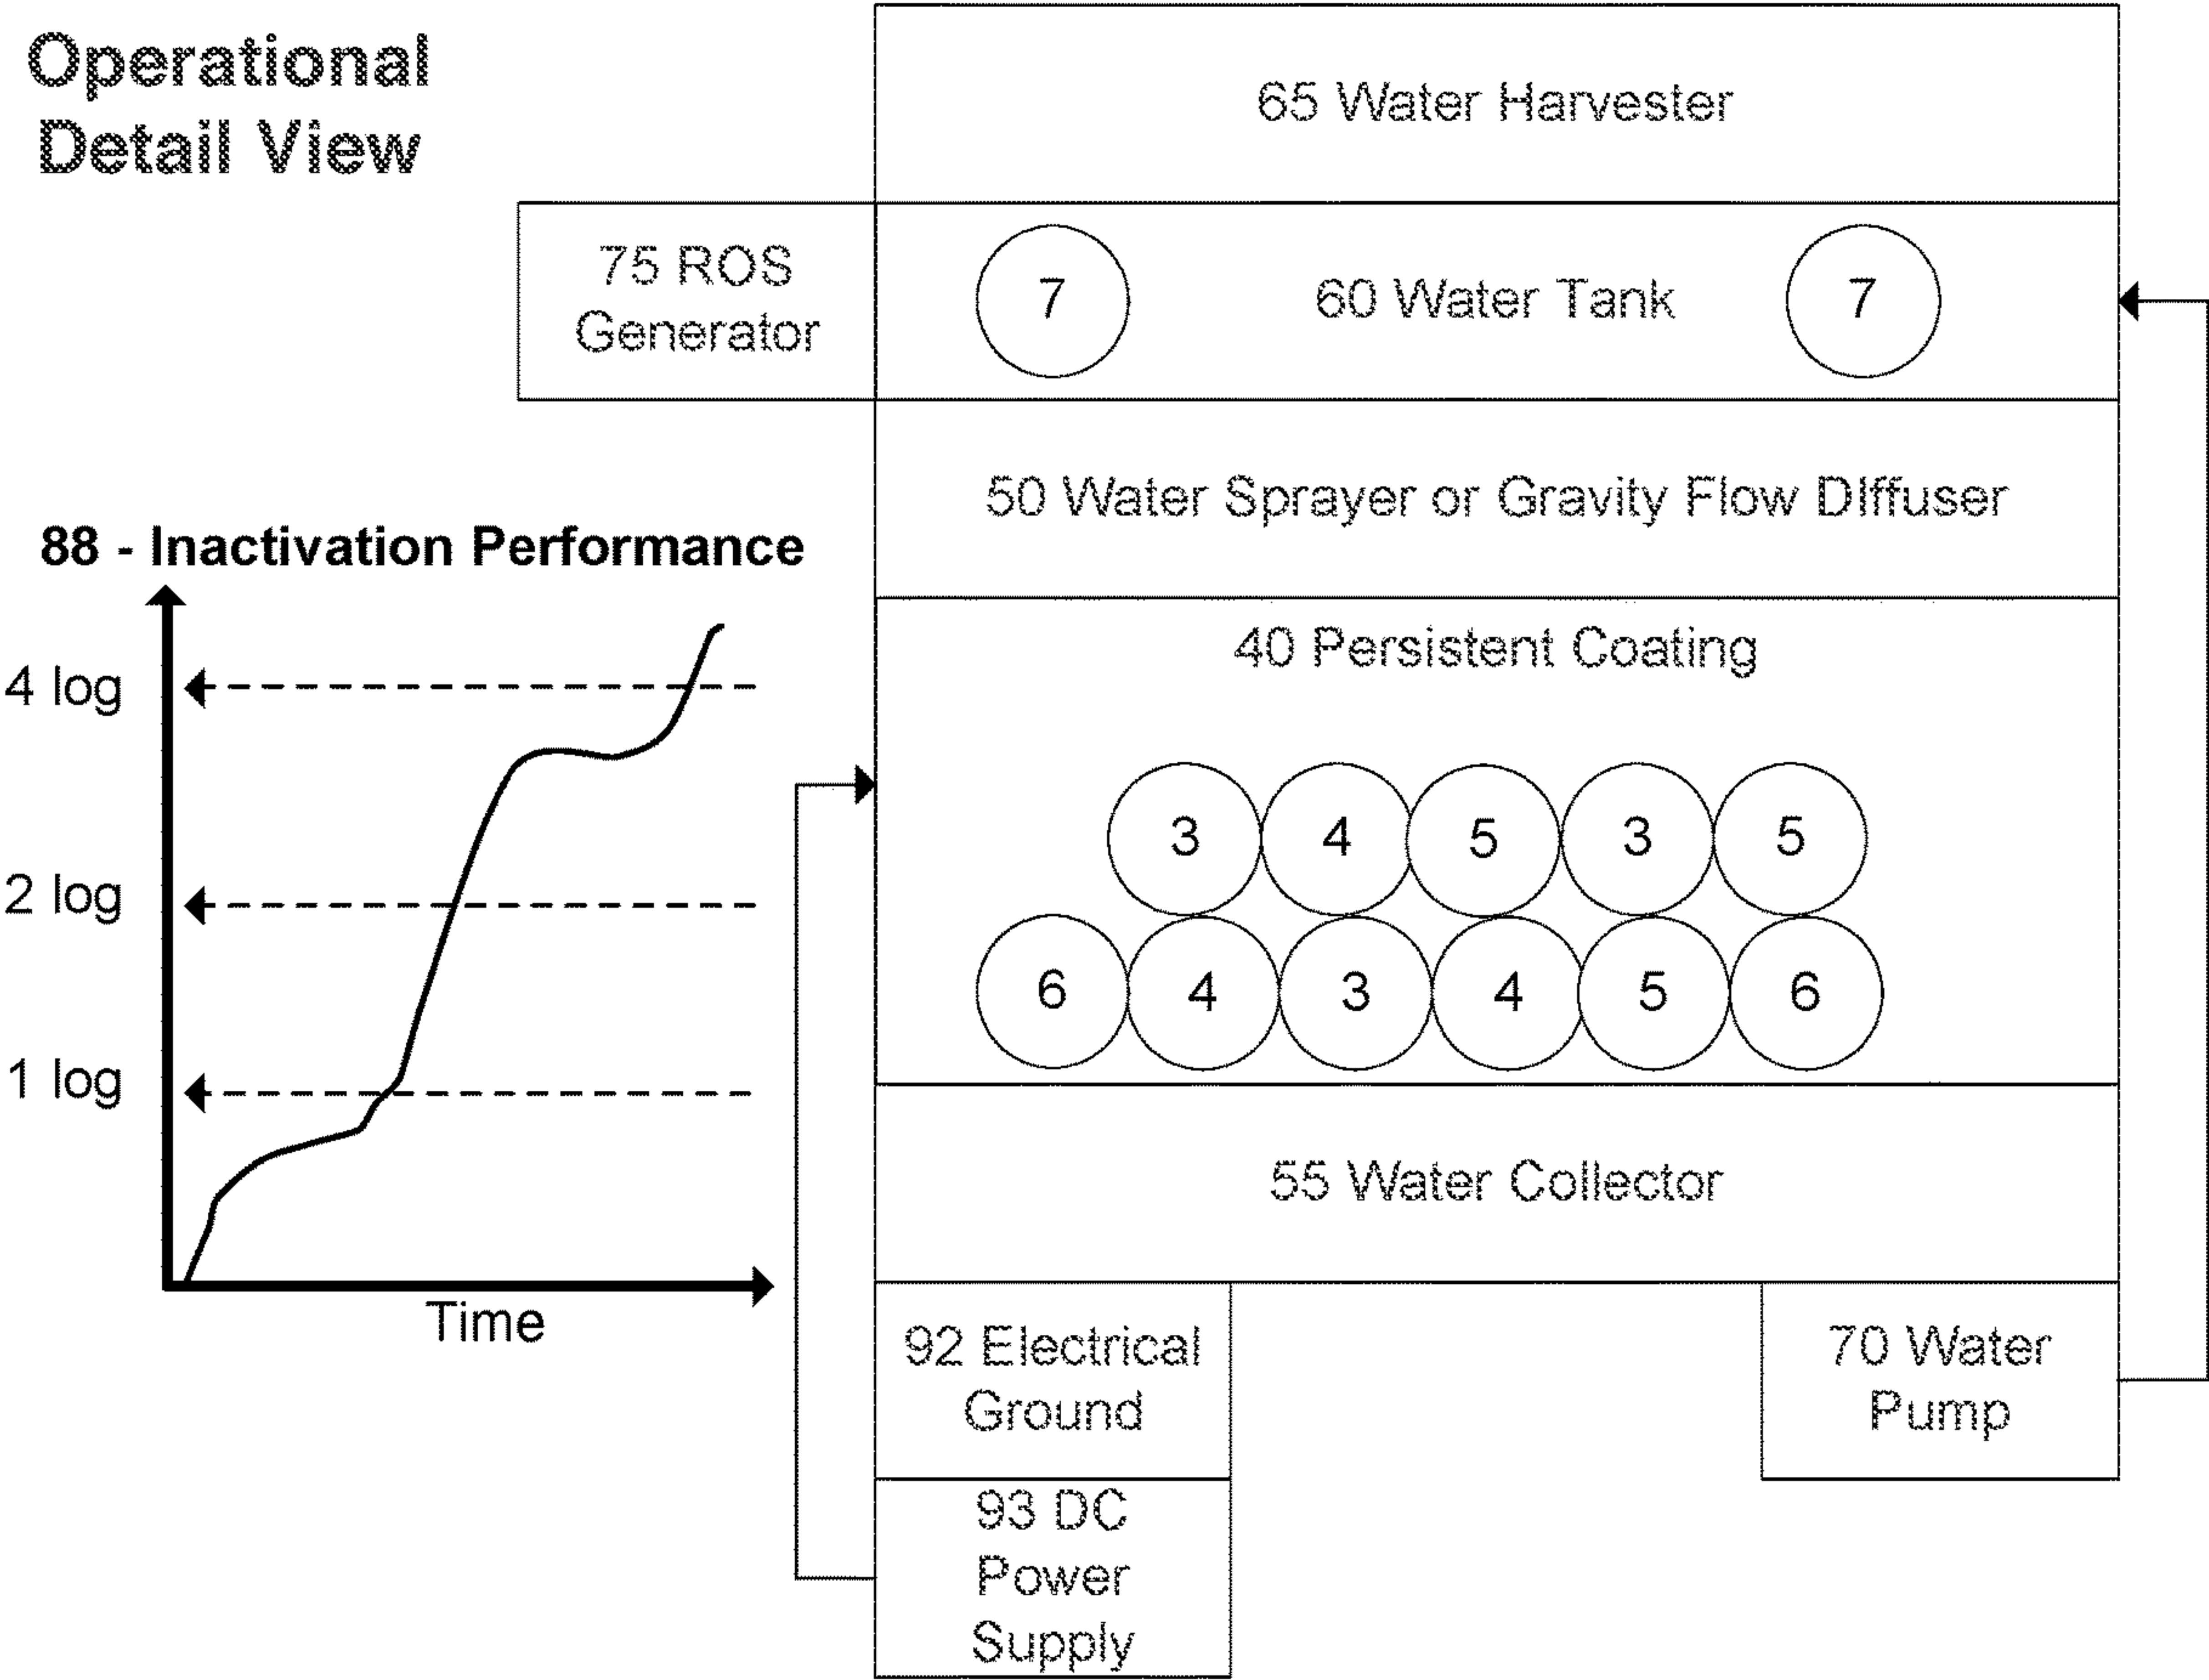 Operational
Detail View
65 Water Harvester
75 ROS
Generator
7
60 Water Tank
7
50 Water Sprayer or Gravity Flow DIffuser
88 - Inactivation Performance
4 log
2 log
1 log
Time
40 Persistent Coating
3 4 5 3 5
6 4 3 4 5 6
55 Water Collector
92 Electrical
Ground
70 Water
Pump
93 DC
Power
Supply